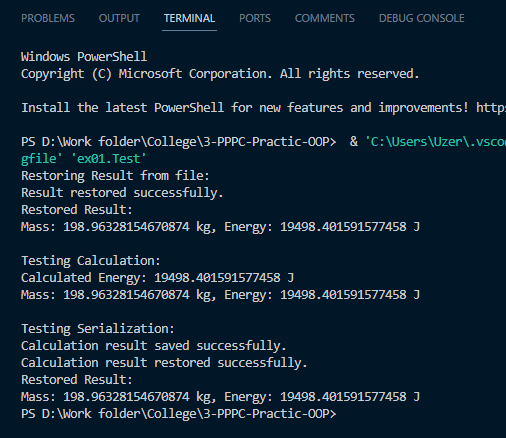 PROBLEMS OUTPUT TERMINAL PORTS COMMENTS DEBUG CONSOLE
Windows PowerShell
Copyright (C) Microsoft Corporation. All rights reserved.
Install the latest PowerShell for new features and improvements! http
PS D:\Work folder\College\3-PPPC-Practic-OOP>  & 'C:\Users\Uzer\.vsco
gfile' 'ex01.Test'
Restoring Result from file:
Result restored successfully.
Restored Result:
Mass: 198.96328154670874 kg, Energy: 19498.401591577458 J
Testing Calculation:
Calculated Energy: 19498.401591577458 J
Mass: 198.96328154670874 kg, Energy: 19498.401591577458 J
Testing Serialization:
Calculation result saved successfully.
Calculation result restored successfully.
Restored Result:
Mass: 198.96328154670874 kg, Energy: 19498.401591577458 J
PS D:\Work folder\College\3-PPPC-Practic-OOP>